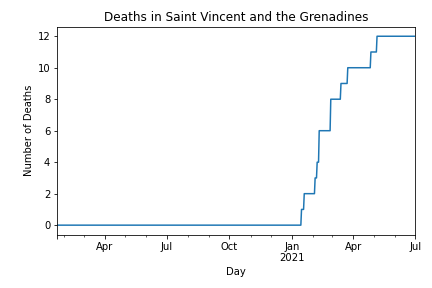 Deaths in Saint Vincent and the Grenadines
12
10
8
6
4
2
0
Number of Deaths
Apr
Jul
Oct
Jan
2021
Apr
Jul
Day